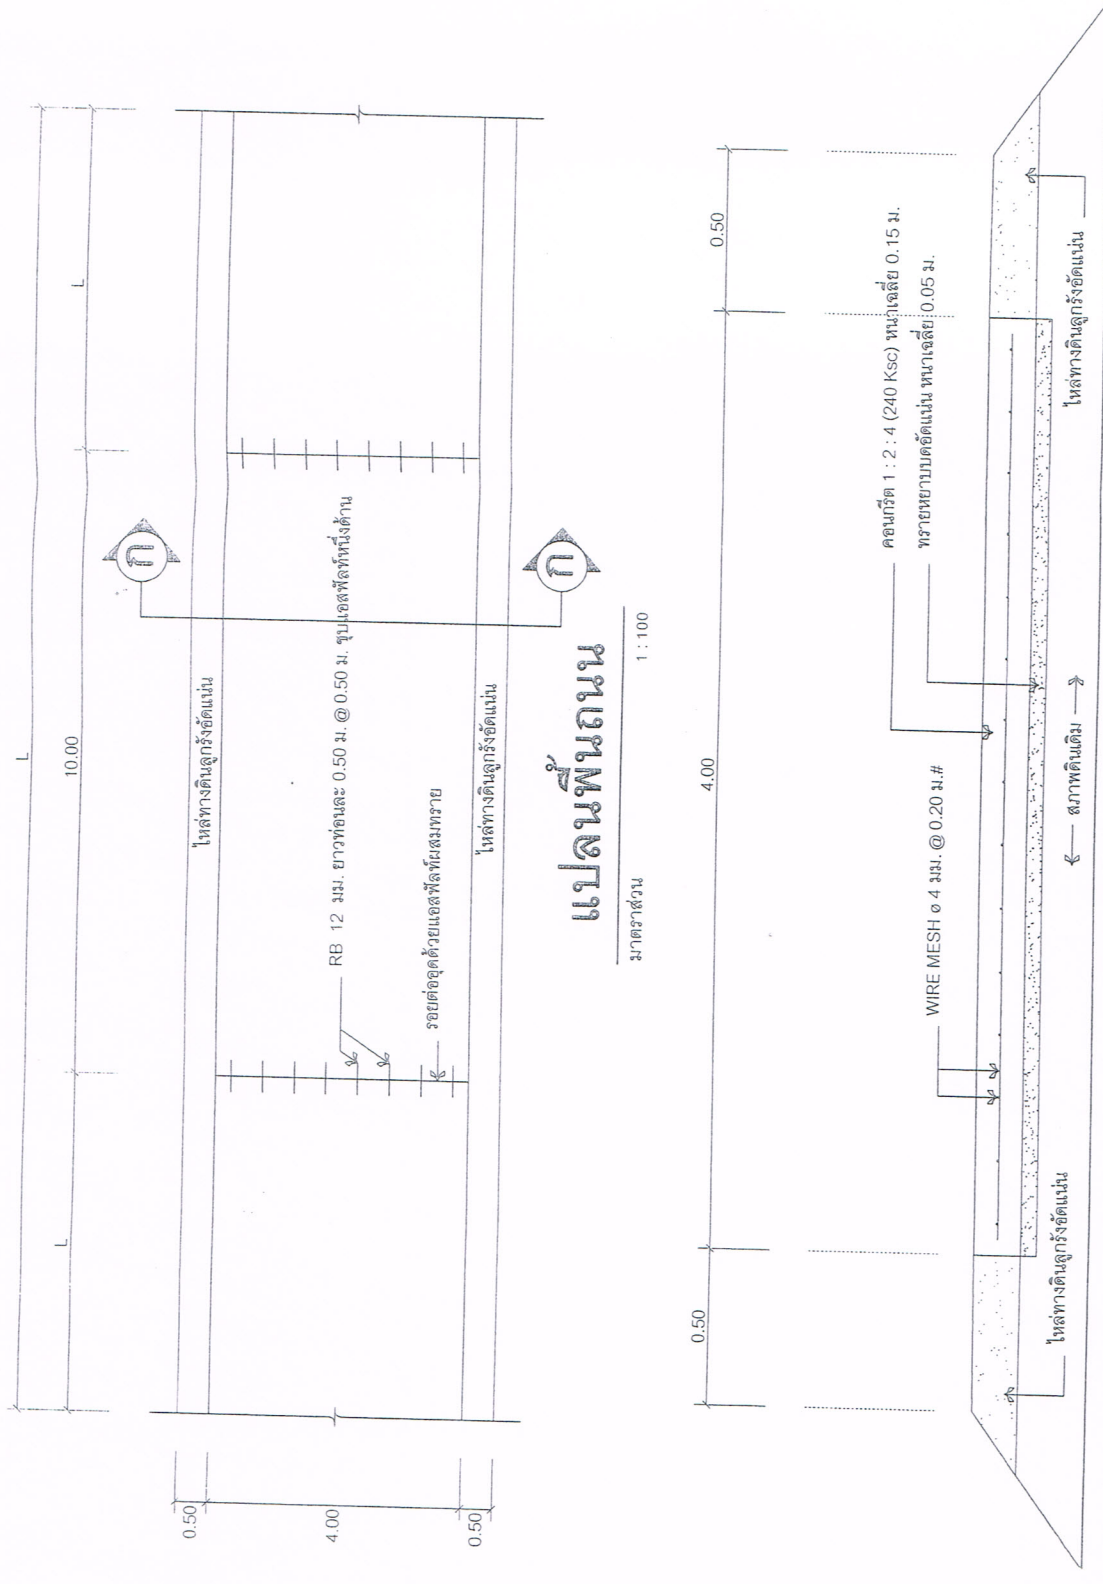 L
L
10.00
L
ก
0.50
ไหล่ทางดินลูกรังอัดแน่น
4.00
RB 12 มม. ยาวท่อนละ 0.50 ม. @ 0.50 ม. ชุบแอสฟัลท์หนึ่งด้าน
รอยต่ออุดด้วยแอสฟัลท์ผสมทราย
0.50
ไหล่ทางดินลูกรังอัดแน่น
ก
แปลนพื้นถนน
มาตราส่วน 1 : 100
0.50
4.00
0.50
คอนกรีต 1 : 2 : 4 (240 Ksc) หนาเฉลี่ย 0.15 ม.
ทรายหยาบบดอัดแน่น หนาเฉลี่ย 0.05 ม.
WIRE MESH ø 4 มม. @ 0.20 ม.#
ไหล่ทางดินลูกรังอัดแน่น
สภาพดินเดิม
ไหล่ทางดินลูกรังอัดแน่น